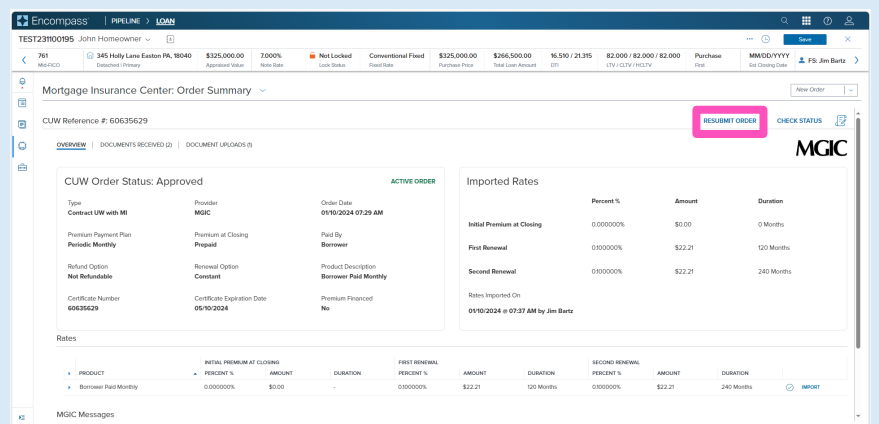 Encompass PIPELINE > LOAN
TEST231100195 John Homeowner Save
761 345 Holly Lane Easton PA, 18040 $325,000.00 7.000% Not Locked Conventional Fixed $325,000.00 $266,500.00 16.510 / 21.315 82.000 / 82.000 / 82.000 Purchase MM/DD/YYYY FS: Jim Bartz
Mid-FICO Detached | Primary Appraised Value Note Rate Lock Status Fixed Rate Purchase Price Total Loan Amount DTI LTV / CLTV / HCLTV First Est Closing Date
Mortgage Insurance Center: Order Summary New Order
CUW Reference #: 60635629 RESUBMIT ORDER CHECK STATUS
OVERVIEW | DOCUMENTS RECEIVED (2) | DOCUMENT UPLOADS (1) MGIC
CUW Order Status: Approved ACTIVE ORDER
Type Provider Order Date
Contract UW with MI MGIC 01/10/2024 07:29 AM
Premium Payment Plan Premium at Closing Paid By
Periodic Monthly Prepaid Borrower
Refund Option Renewal Option Product Description
Not Refundable Constant Borrower Paid Monthly
Certificate Number Certificate Expiration Date Premium Financed
60635629 05/10/2024 No
Imported Rates
Percent % Amount Duration
Initial Premium at Closing 0.000000% $0.00 0 Months
First Renewal 0.100000% $22.21 120 Months
Second Renewal 0.100000% $22.21 240 Months
Rates Imported On
01/10/2024 @ 07:37 AM by Jim Bartz
Rates
INITIAL PREMIUM AT CLOSING FIRST RENEWAL SECOND RENEWAL
PRODUCT PERCENT % AMOUNT DURATION PERCENT % AMOUNT DURATION PERCENT % AMOUNT DURATION
Borrower Paid Monthly 0.000000% $0.00 - 0.100000% $22.21 120 Months 0.100000% $22.21 240 Months IMPORT
MGIC Messages